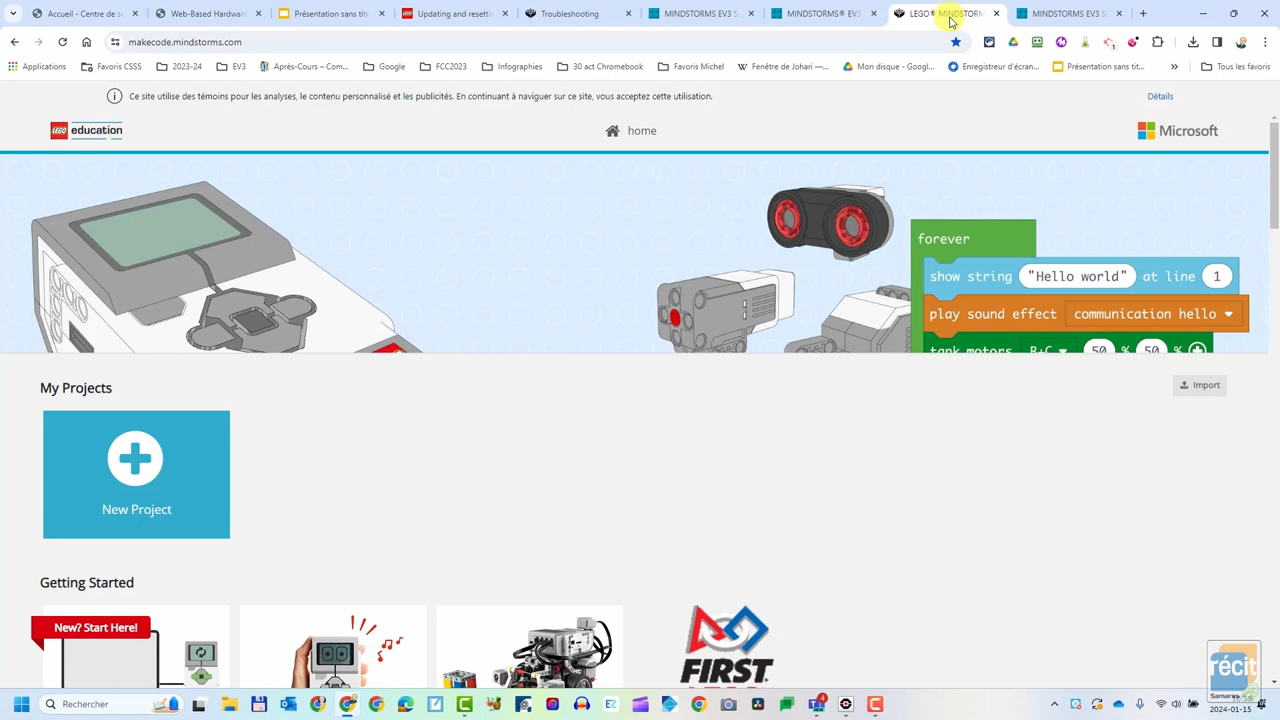 Accueil - Centre de s
Web-Based Hardwar
Présentation sans tit
Updating and resetti
Troubleshooting
MINDSTORMS EV3 S
MINDSTORMS® EV3
LEGO® MINDSTORM
MINDSTORMS EV3 S
makecode.mindstorms.com
Applications
Favoris CSSS
2023-24
EV3
Après-Cours – Com...
Google
FCC2023
Infographies
30 act Chromebook
Favoris Michel
Fenêtre de Johari —...
Mon disque - Googl...
Enregistreur d'écran...
Présentation sans tit...
Tous les favoris
Ce site utilise des témoins pour les analyses, le contenu personnalisé et les publicités. En continuant à naviguer sur ce site, vous acceptez cette utilisation.
Détails
LEGO education
home
Microsoft
forever
show string "Hello world" at line 1
play sound effect communication hello
tank motors B+C 50 % 50 %
My Projects
Import
New Project
Getting Started
New? Start Here!
FIRST
récit
Rechercher
4
2024-01-15